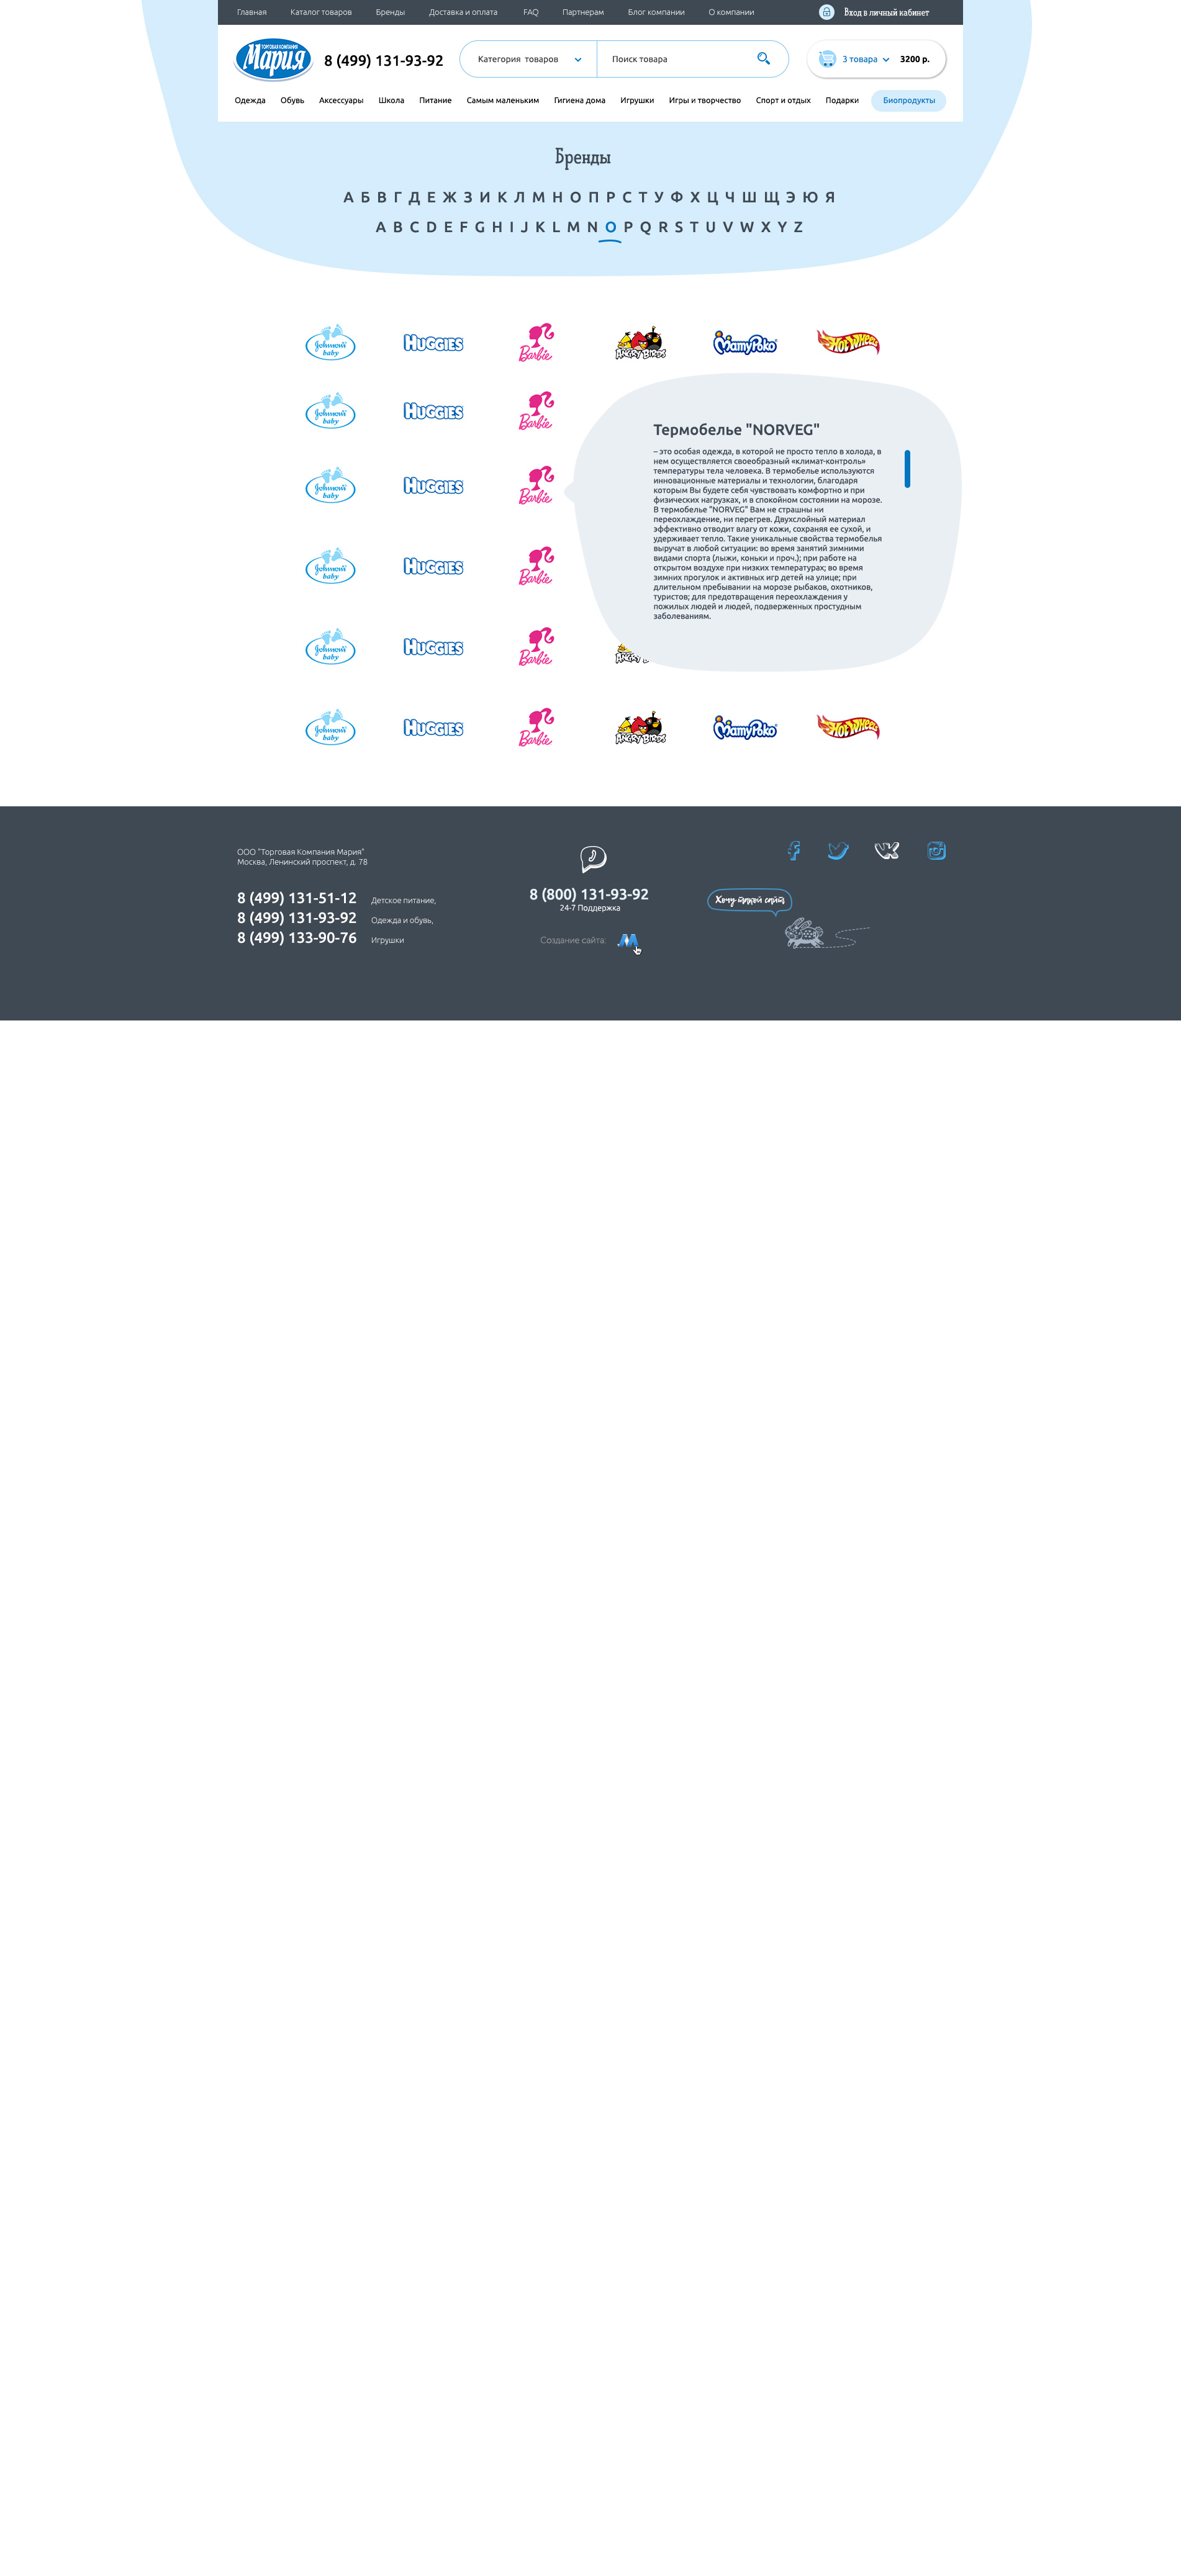 Главная Каталог товаров Бренды Доставка и оплата FAQ Партнерам Блог компании О компании Вход в личный кабинет
ТОРГОВАЯ КОМПАНИЯ
Мария
8 (499) 131-93-92 Категория товаров Поиск товара 3 товара 3200 р.
Одежда Обувь Аксессуары Школа Питание Самым маленьким Гигиена дома Игрушки Игры и творчество Спорт и отдых Подарки Биопродукты
Бренды
А Б В Г Д Е Ж З И К Л М Н О П Р С Т У Ф Х Ц Ч Ш Щ Э Ю Я
A B C D E F G H I J K L M N O P Q R S T U V W X Y Z
Johnson's baby HUGGIES Barbie ANGRY BIRDS MamyPoko HOT WHEELS
Johnson's baby HUGGIES Barbie
Johnson's baby HUGGIES Barbie
Johnson's baby HUGGIES Barbie
Johnson's baby HUGGIES Barbie ANGRY
Johnson's baby HUGGIES Barbie ANGRY BIRDS MamyPoko HOT WHEELS
Термобелье "NORVEG"
– это особая одежда, в которой не просто тепло в холода, в
нем осуществляется своеобразный «климат-контроль»
температуры тела человека. В термобелье используются
инновационные материалы и технологии, благодаря
которым Вы будете себя чувствовать комфортно и при
физических нагрузках, и в спокойном состоянии на морозе.
В термобелье "NORVEG" Вам не страшны ни
переохлаждение, ни перегрев. Двухслойный материал
эффективно отводит влагу от кожи, сохраняя ее сухой, и
удерживает тепло. Такие уникальные свойства термобелья
выручат в любой ситуации: во время занятий зимними
видами спорта (лыжи, коньки и проч.); при работе на
открытом воздухе при низких температурах; во время
зимних прогулок и активных игр детей на улице; при
длительном пребывании на морозе рыбаков, охотников,
туристов; для предотвращения переохлаждения у
пожилых людей и людей, подверженных простудным
заболеваниям.
ООО "Торговая Компания Мария"
Москва, Ленинский проспект, д. 78
8 (499) 131-51-12 Детское питание,
8 (499) 131-93-92 Одежда и обувь,
8 (499) 133-90-76 Игрушки
8 (800) 131-93-92
24-7 Поддержка
Создание сайта:
Хочу такой сайт